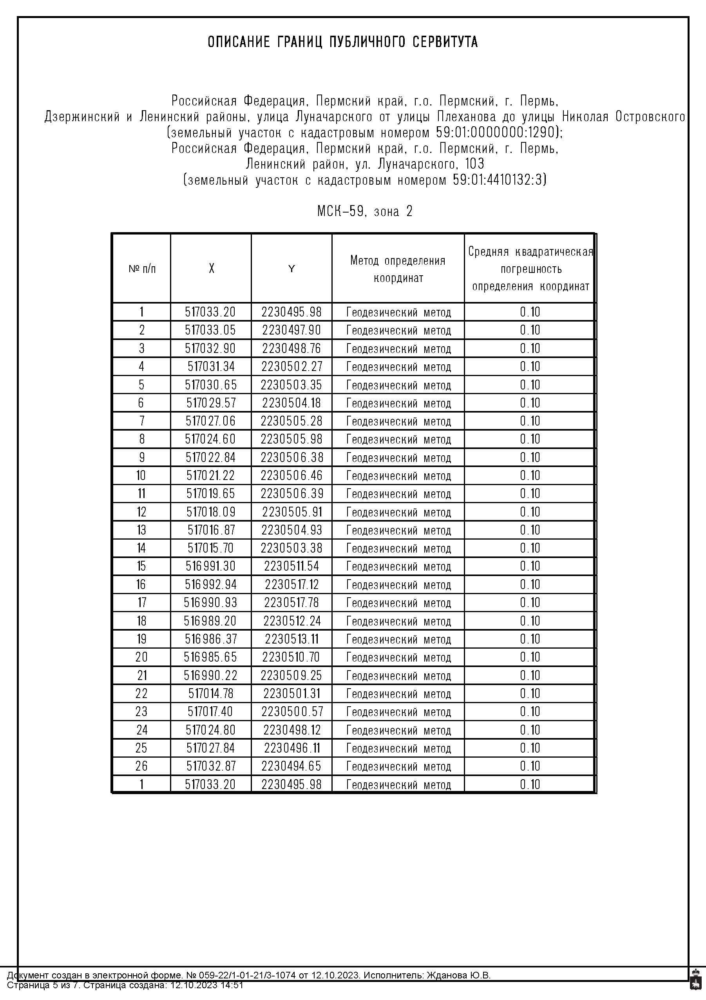 ОПИСАНИЕ ГРАНИЦ ПУБЛИЧНОГО СЕРВИТУТА
Российская Федерация, Пермский край, г.о. Пермский, г. Пермь,
Дзержинский и Ленинский районы, улица Луначарского от улицы Плеханова до улицы Николая Островского
(земельный участок с кадастровым номером 59:01:0000000:1290);
Российская Федерация, Пермский край, г.о. Пермский, г. Пермь,
Ленинский район, ул. Луначарского, 103
(земельный участок с кадастровым номером 59:01:4410132:3)
МСК–59, зона 2
№ п/п X Y Метод определения координат Средняя квадратическая погрешность определения координат
1 517033.20 2230495.98 Геодезический метод 0.10
2 517033.05 2230497.90 Геодезический метод 0.10
3 517032.90 2230498.76 Геодезический метод 0.10
4 517031.34 2230502.27 Геодезический метод 0.10
5 517030.65 2230503.35 Геодезический метод 0.10
6 517029.57 2230504.18 Геодезический метод 0.10
7 517027.06 2230505.28 Геодезический метод 0.10
8 517024.60 2230505.98 Геодезический метод 0.10
9 517022.84 2230506.38 Геодезический метод 0.10
10 517021.22 2230506.46 Геодезический метод 0.10
11 517019.65 2230506.39 Геодезический метод 0.10
12 517018.09 2230505.91 Геодезический метод 0.10
13 517016.87 2230504.93 Геодезический метод 0.10
14 517015.70 2230503.38 Геодезический метод 0.10
15 516991.30 2230511.54 Геодезический метод 0.10
16 516992.94 2230517.12 Геодезический метод 0.10
17 516990.93 2230517.78 Геодезический метод 0.10
18 516989.20 2230512.24 Геодезический метод 0.10
19 516986.37 2230513.11 Геодезический метод 0.10
20 516985.65 2230510.70 Геодезический метод 0.10
21 516990.22 2230509.25 Геодезический метод 0.10
22 517014.78 2230501.31 Геодезический метод 0.10
23 517017.40 2230500.57 Геодезический метод 0.10
24 517024.80 2230498.12 Геодезический метод 0.10
25 517027.84 2230496.11 Геодезический метод 0.10
26 517032.87 2230494.65 Геодезический метод 0.10
1 517033.20 2230495.98 Геодезический метод 0.10
Документ создан в электронной форме. № 059-22/1-01-21/3-1074 от 12.10.2023. Исполнитель: Жданова Ю.В.
Страница 5 из 7. Страница создана: 12.10.2023 14:51